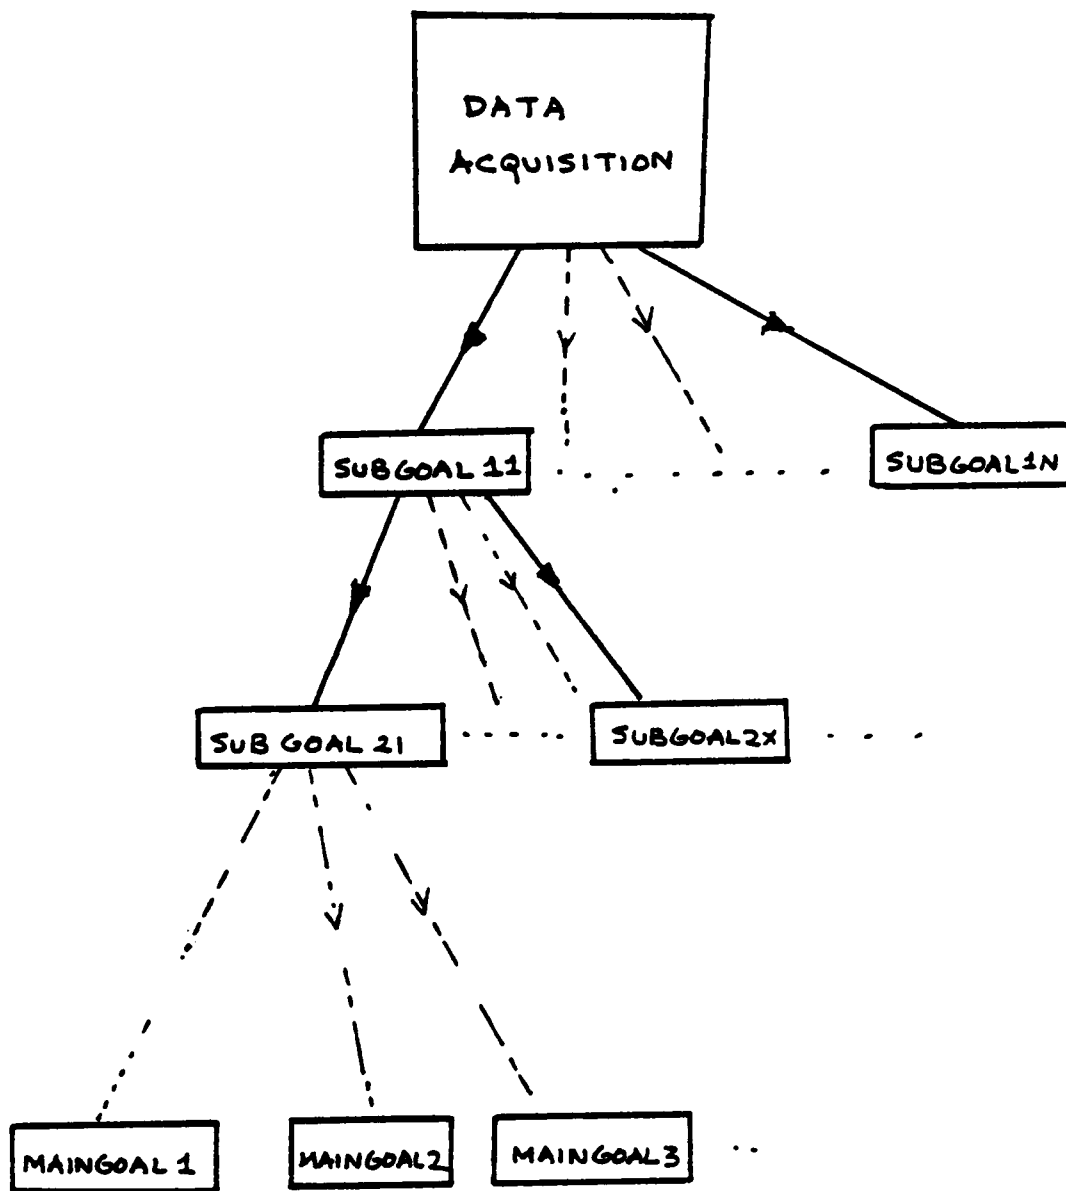 DATA
ACQUISITION
SUBGOAL 11
SUBGOAL1N
SUB GOAL 21
SUBGOAL2X
MAINGOAL 1
MAINGOAL2
MAINGOAL3